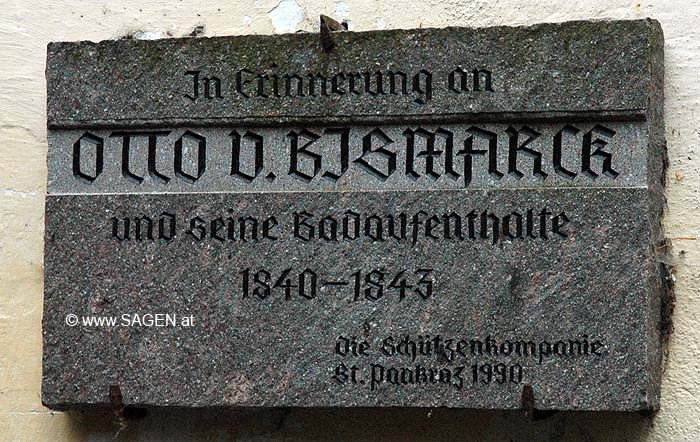 In Erinnerung an
OTTO V. BISMARCK
und seine Badaufenthalte
1840-1843
© www.SAGEN.at
die Schützenkompanie
St. Pankraz 1990